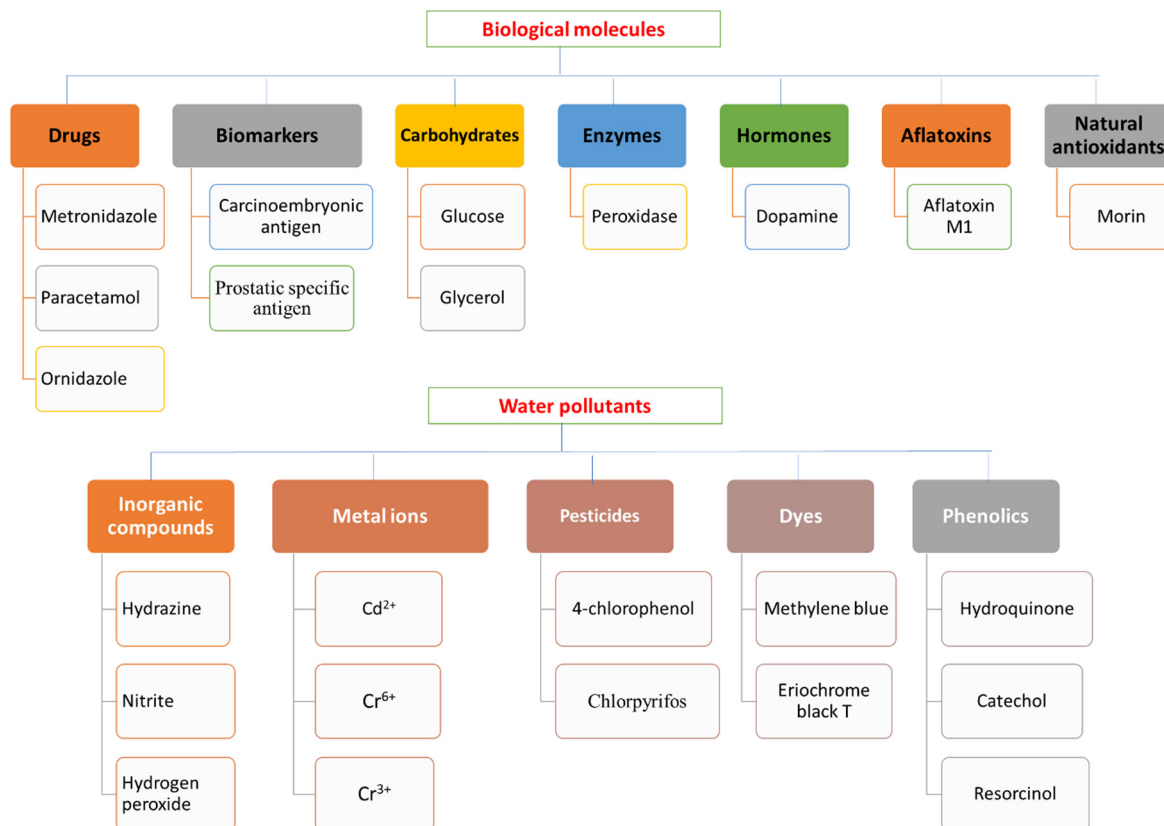 Biological molecules
Drugs
Biomarkers
Carbohydrates
Enzymes
Hormones
Aflatoxins
Natural
antioxidants
Metronidazole
Carcinoembryonic
antigen
Glucose
Peroxidase
Dopamine
Aflatoxin
M1
Morin
Paracetamol
Prostatic specific
antigen
Glycerol
Ornidazole
Water pollutants
Inorganic
compounds
Metal ions
Pesticides
Dyes
Phenolics
Hydrazine
Cd²⁺
4-chlorophenol
Methylene blue
Hydroquinone
Nitrite
Cr⁶⁺
Chlorpyrifos
Eriochrome
black T
Catechol
Hydrogen
peroxide
Cr³⁺
Resorcinol